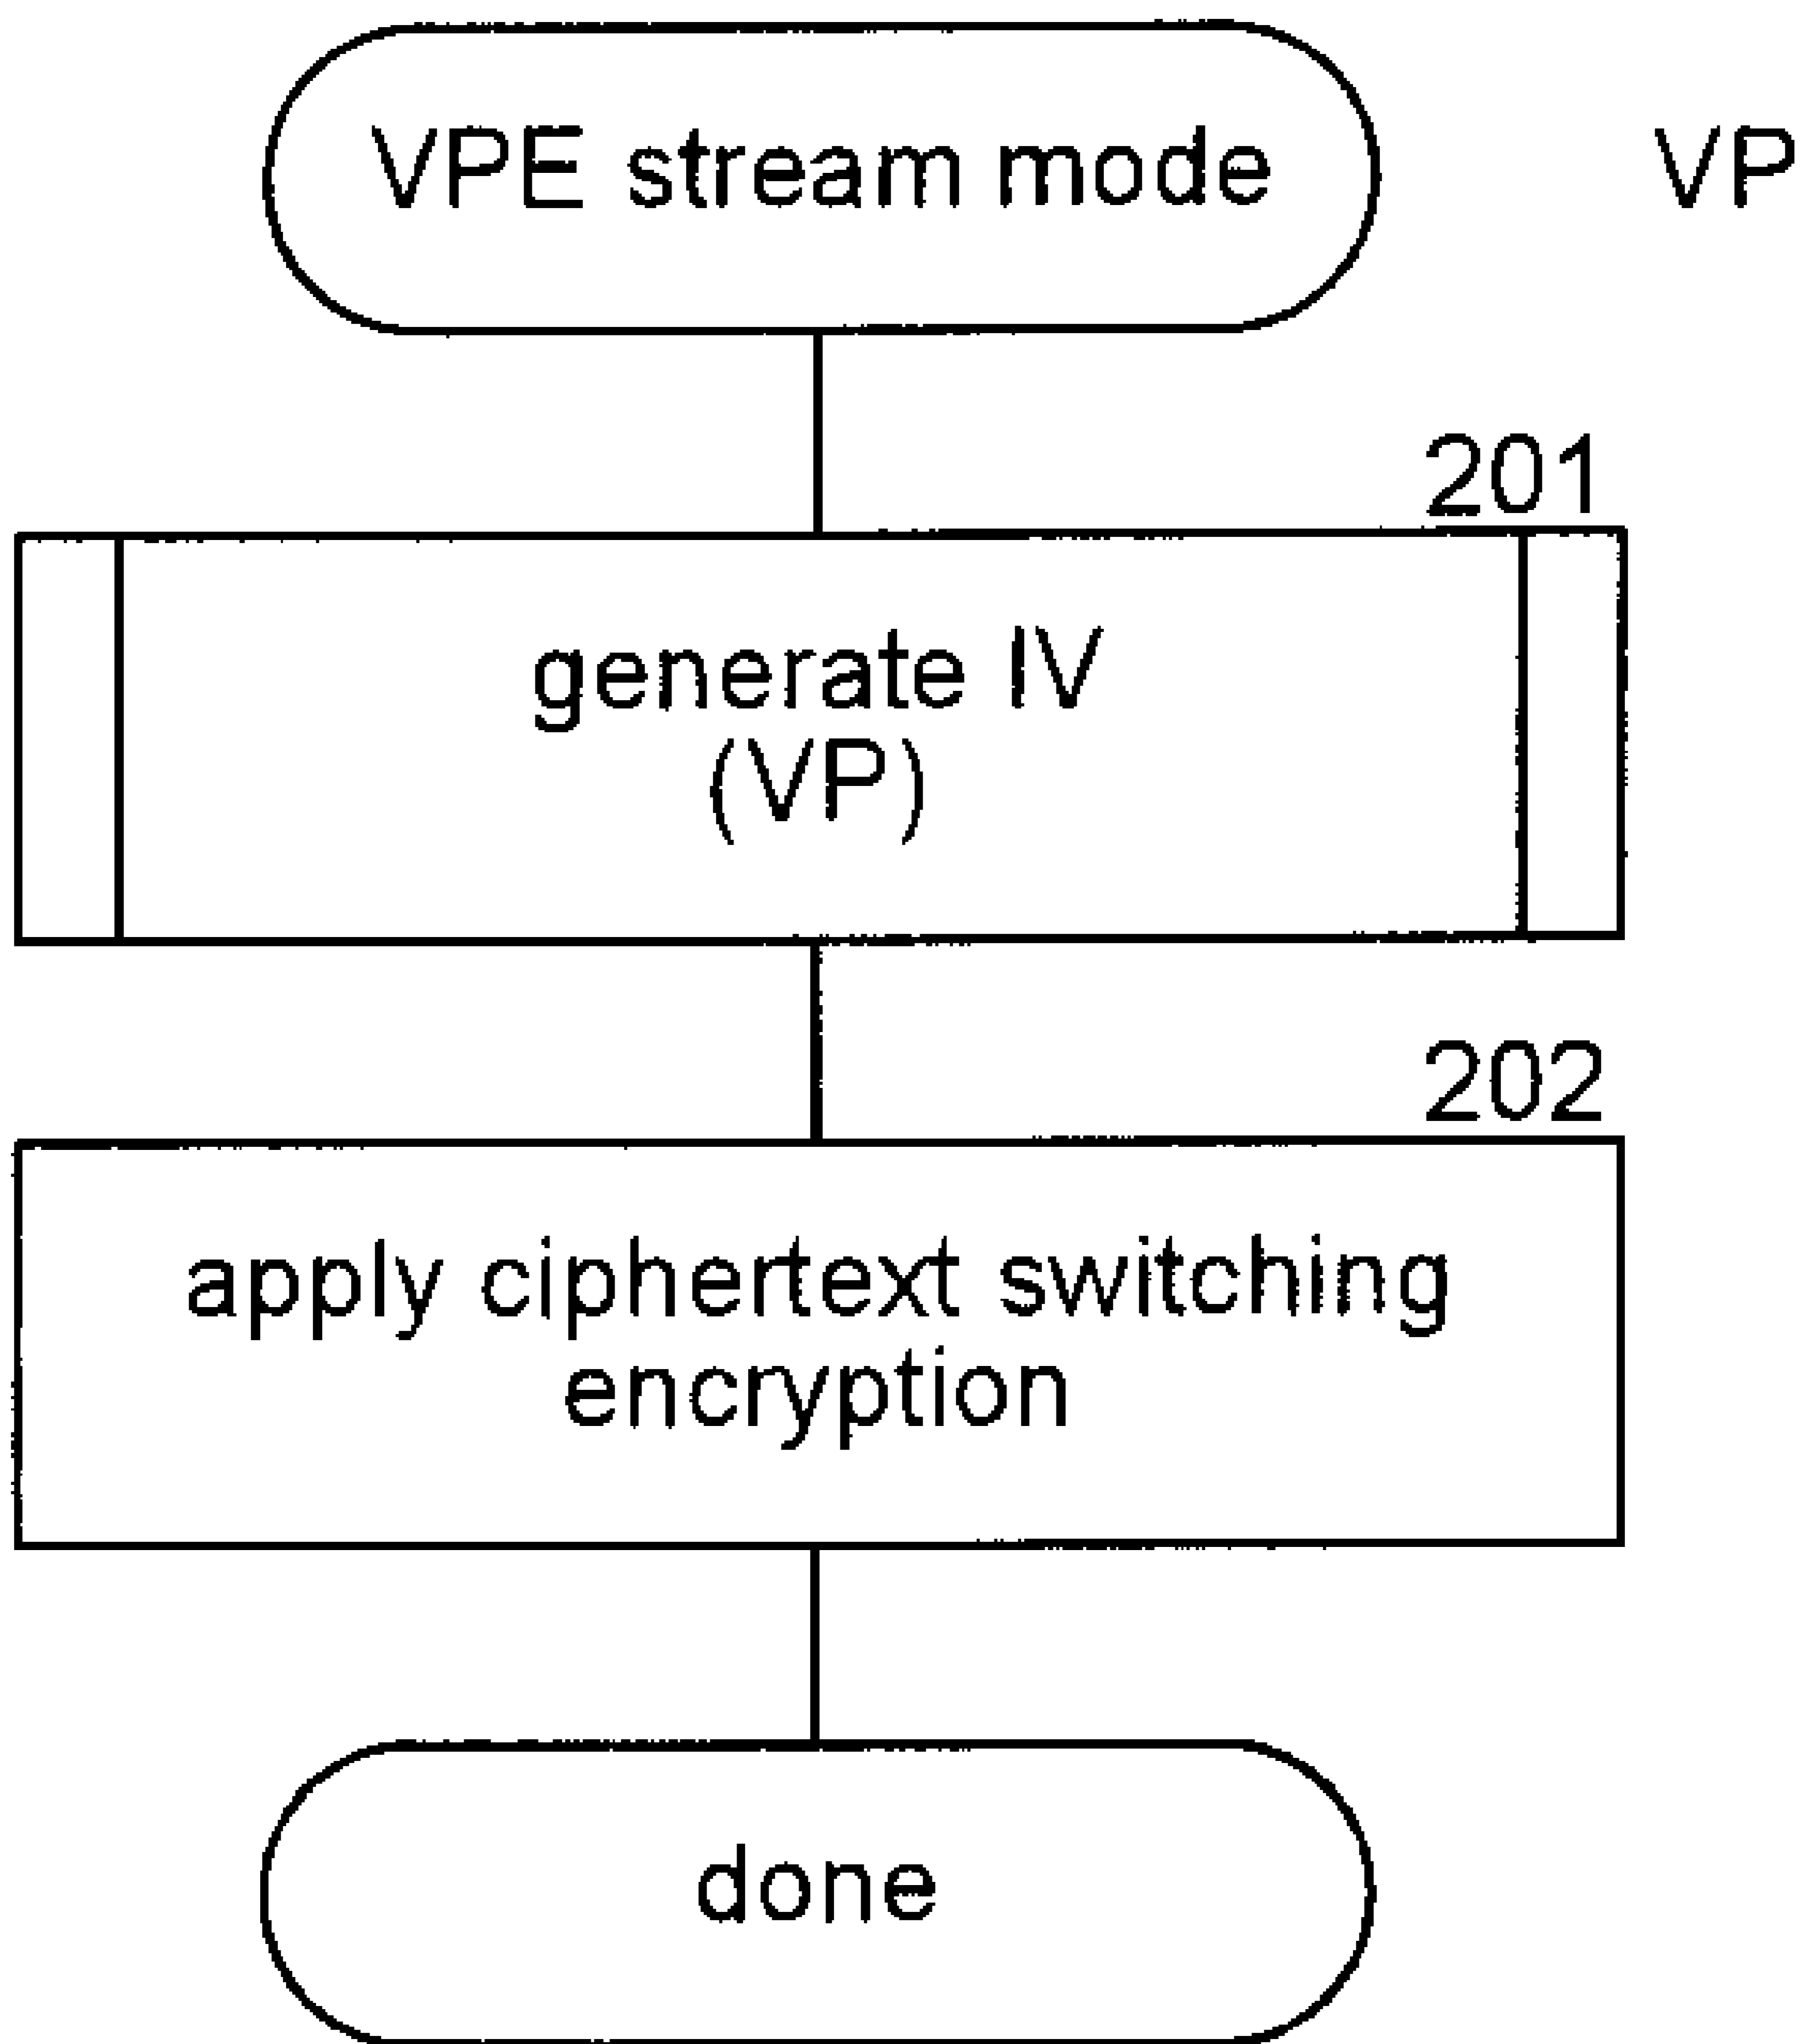 VPE stream mode
VP
201
generate IV
(VP)
202
apply ciphertext switching
encryption
done